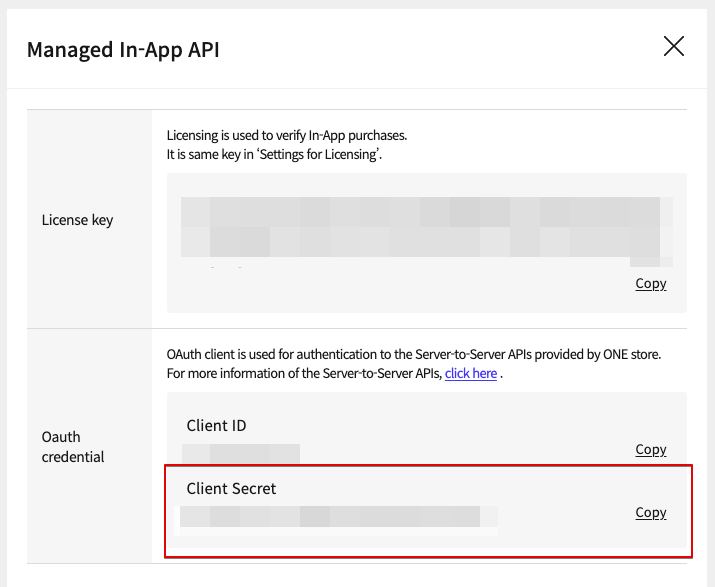 Managed In-App API
Licensing is used to verify In-App purchases.
It is same key in ‘Settings for Licensing’.
License key
Copy
OAuth client is used for authentication to the Server-to-Server APIs provided by ONE store.
For more information of the Server-to-Server APIs, click here .
Oauth
credential
Client ID
Copy
Client Secret
Copy